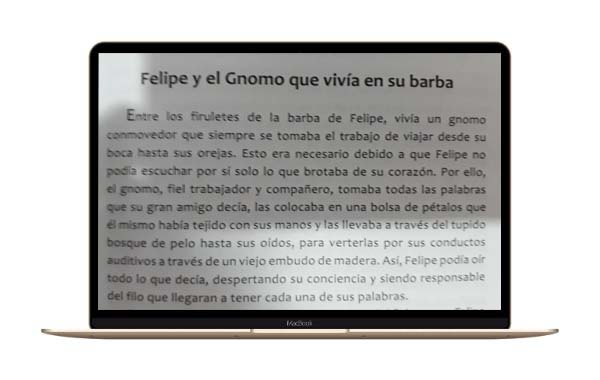 Felipe y el Gnomo que vivía en su barba
Entre los firuletes de la barba de Felipe, vivía un gnomo
conmovedor que siempre se tomaba el trabajo de viajar desde su
boca hasta sus orejas. Esto era necesario debido a que Felipe no
podía escuchar por sí solo lo que brotaba de su corazón. Por ello,
el gnomo, fiel trabajador y compañero, tomaba todas las palabras
que su gran amigo decía, las colocaba en una bolsa de pétalos que
él mismo había tejido con sus manos y las llevaba a través del tupido
bosque de pelo hasta sus oídos, para verterlas por sus conductos
auditivos a través de un viejo embudo de madera. Así, Felipe podía oír
todo lo que decía, despertando su conciencia y siendo responsable
del filo que llegaran a tener cada una de sus palabras.
MacBook